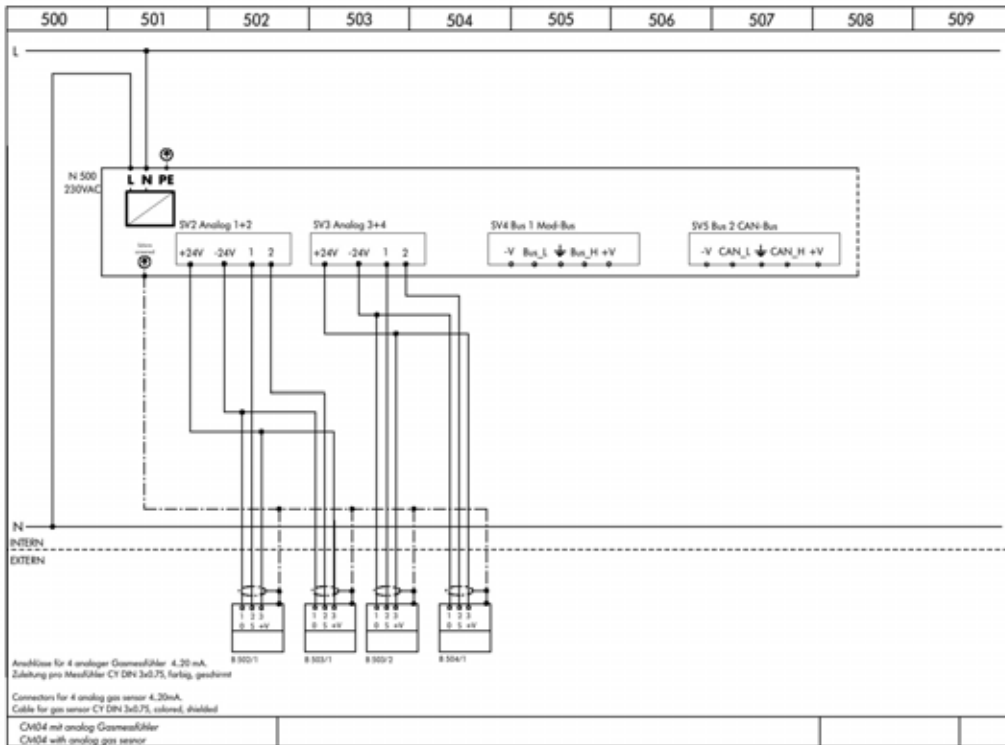 500 501 502 503 504 505 506 507 508 509
L
N 500
230VAC
L N PE
SV2 Analog 1+2
SV3 Analog 3+4
SV4 Bus 1 Mod-Bus
SV5 Bus 2 CAN-Bus
+24V -24V 1 2
+24V -24V 1 2
-V Bus_L Bus_H +V
-V CAN_L CAN_H +V
N
INTERN
EXTERN
1 2 3
0 S +V
1 2 3
0 S +V
1 2 3
0 S +V
1 2 3
0 S +V
B 502/1
B 503/1
B 503/2
B 504/1
Anschlüsse für 4 analoger Gasmessfühler 4..20 mA.
Zuleitung pro Messfühler CY DIN 3x0.75, farbig, geschirmt
Connectors for 4 analog gas sensor 4..20mA.
Cable for gas sensor CY DIN 3x0.75, colored, shielded
CM04 mit analog Gasmessfühler
CM04 with analog gas sesnor